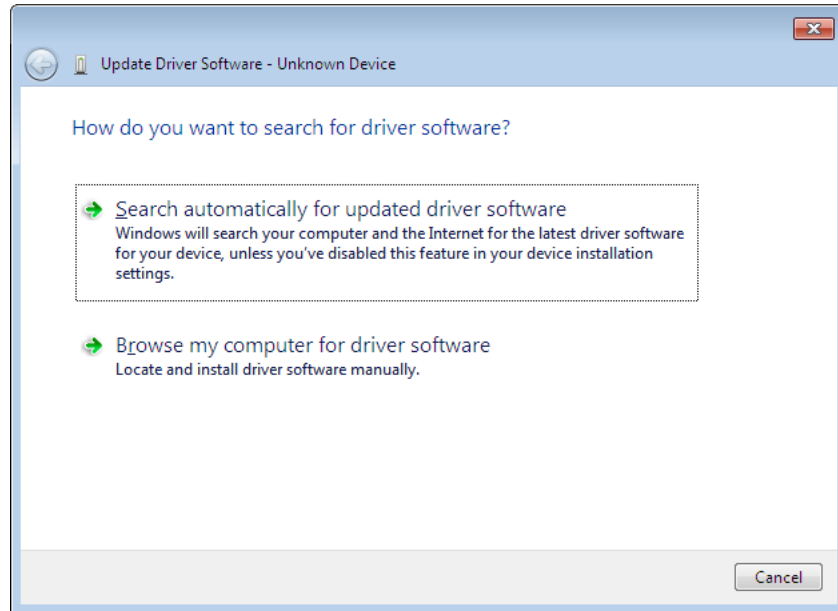 Update Driver Software - Unknown Device
How do you want to search for driver software?
Search automatically for updated driver software
Windows will search your computer and the Internet for the latest driver software
for your device, unless you've disabled this feature in your device installation
settings.
Browse my computer for driver software
Locate and install driver software manually.
Cancel